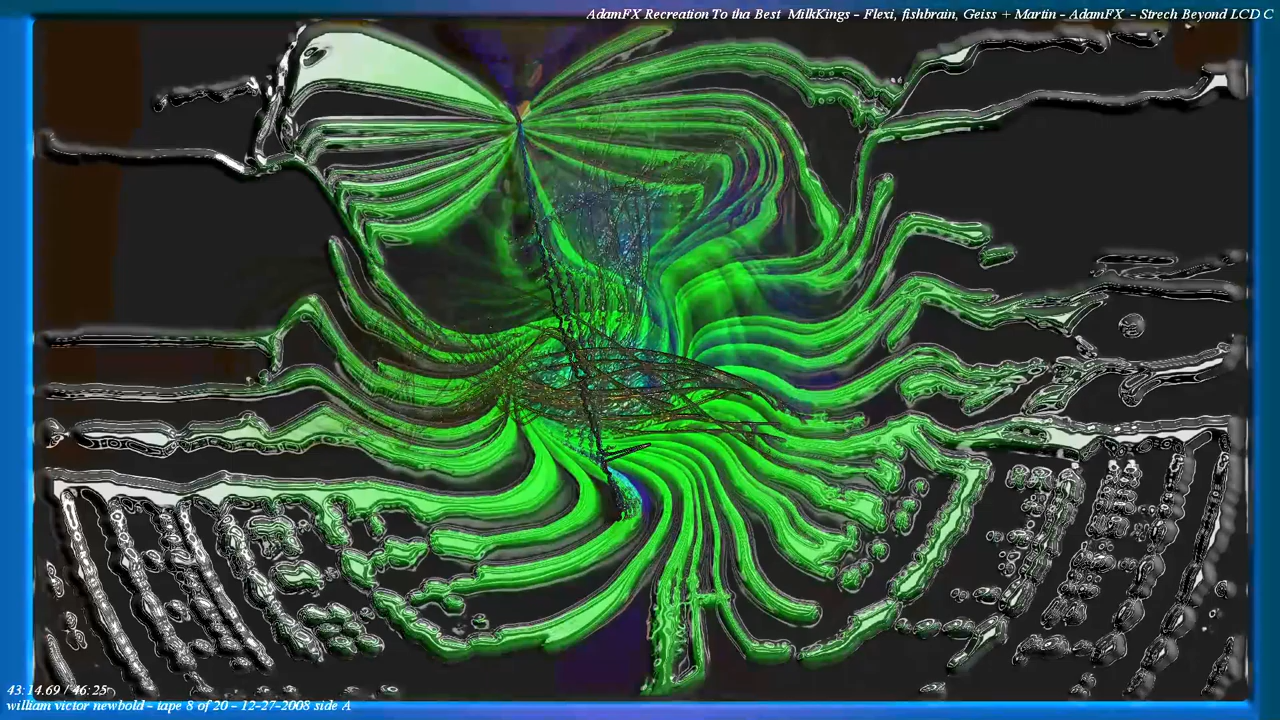 AdamFX Recreation To tha Best MilkKings - Flexi, fishbrain, Geiss + Martin - AdamFX - Strech Beyond LCD C
43:14.69 / 46:25
william victor newbold - tape 8 of 20 - 12-27-2008 side A